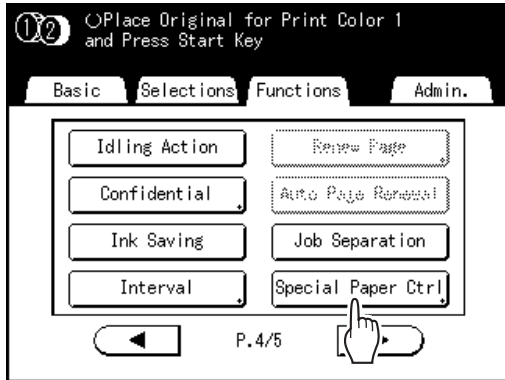 ①② ○Place Original for Print Color 1
and Press Start Key
Basic Selections Functions Admin.
Idling Action Renew Page
Confidential Auto Page Renewal
Ink Saving Job Separation
Interval Special Paper Ctrl
P.4/5